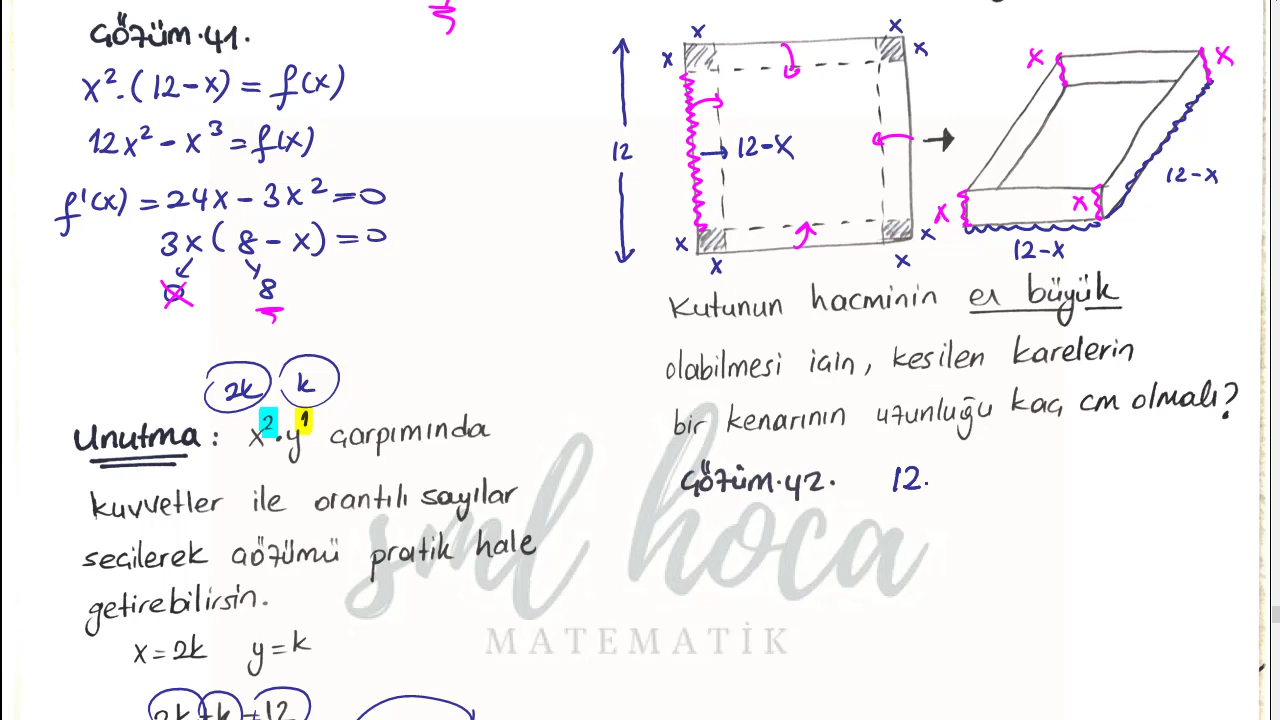 Çözüm.41.
x².(12-x) = f(x)
12x² - x³ = f(x)
f'(x) = 24x - 3x² = 0
3x(8-x) = 0
0 8
2k k
Unutma: x².y¹ çarpımında
kuvvetler ile orantılı sayılar
seçilerek çözümü pratik hale
getirebilirsin.
x=2k y=k
2k+k=12
x x
x x
12 → 12-x
x x
x x
x x
12-x
x x
12-x
Kutunun hacminin en büyük
olabilmesi için, kesilen karelerin
bir kenarının uzunluğu kaç cm olmalı?
Çözüm.42. 12.
sml hoca
MATEMATİK